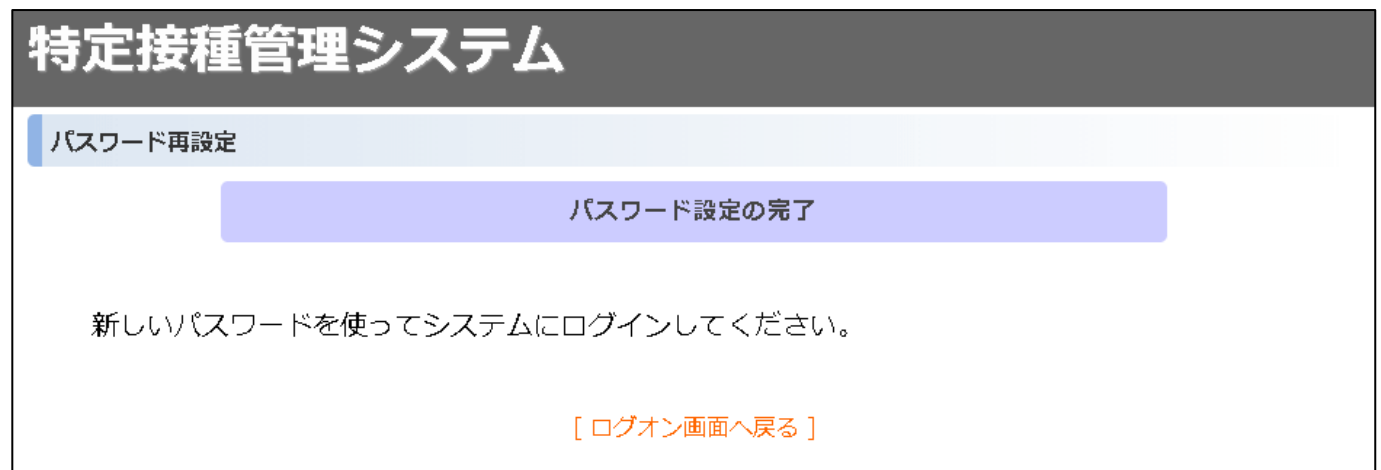 特定接種管理システム
パスワード再設定
パスワード設定の完了
新しいパスワードを使ってシステムにログインしてください。
[ ログオン画面へ戻る ]